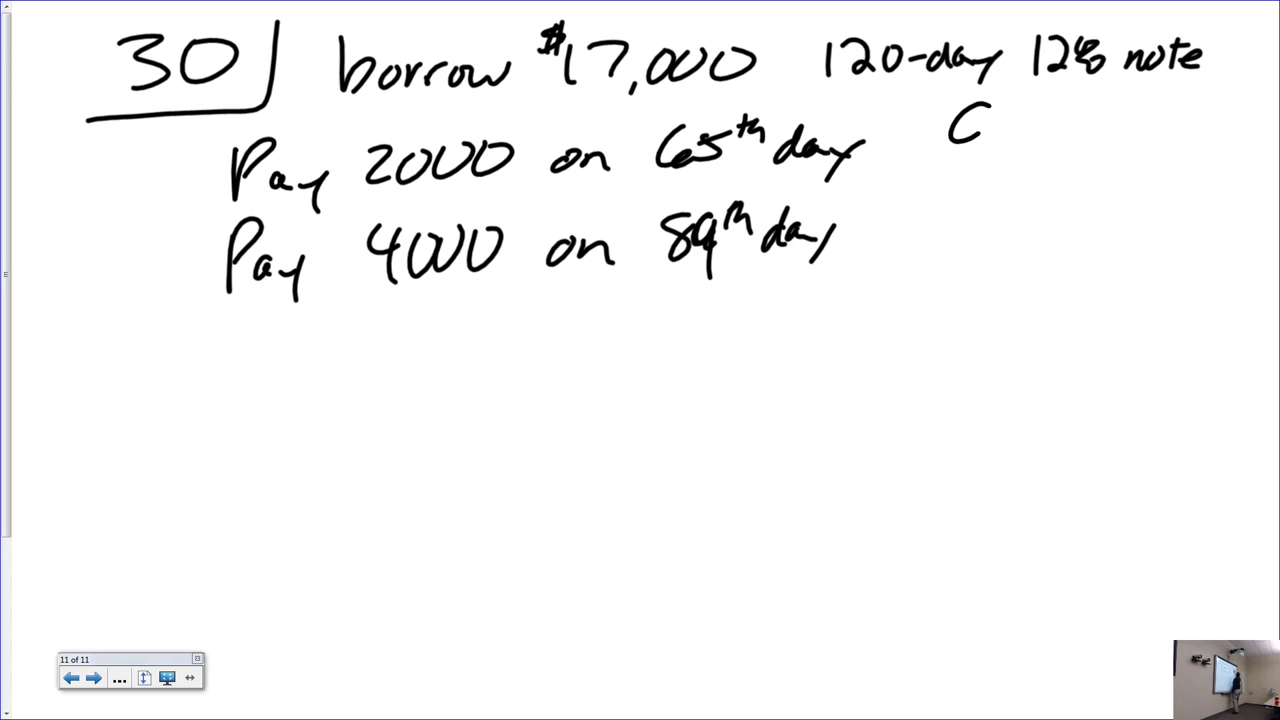 30 borrow $17,000 120-day 12% note
C
Pay 2000 on 65th day
Pay 4000 on 89th day
11 of 11
...